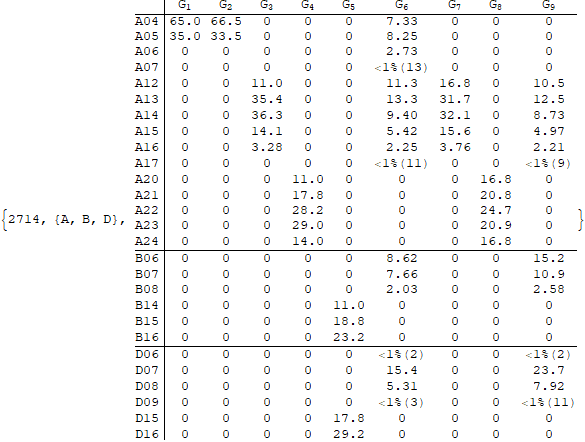 G1 G2 G3 G4 G5 G6 G7 G8 G9
A04 65.0 66.5 0 0 0 7.33 0 0 0
A05 35.0 33.5 0 0 0 8.25 0 0 0
A06 0 0 0 0 0 2.73 0 0 0
A07 0 0 0 0 0 <1%(13) 0 0 0
A12 0 0 11.0 0 0 11.3 16.8 0 10.5
A13 0 0 35.4 0 0 13.3 31.7 0 12.5
A14 0 0 36.3 0 0 9.40 32.1 0 8.73
A15 0 0 14.1 0 0 5.42 15.6 0 4.97
A16 0 0 3.28 0 0 2.25 3.76 0 2.21
A17 0 0 0 0 0 <1%(11) 0 0 <1%(9)
A20 0 0 0 11.0 0 0 0 16.8 0
A21 0 0 0 17.8 0 0 0 20.8 0
{2714, {A, B, D}, A22 0 0 0 28.2 0 0 0 24.7 0 }
A23 0 0 0 29.0 0 0 0 20.9 0
A24 0 0 0 14.0 0 0 0 16.8 0
B06 0 0 0 0 0 8.62 0 0 15.2
B07 0 0 0 0 0 7.66 0 0 10.9
B08 0 0 0 0 0 2.03 0 0 2.58
B14 0 0 0 0 11.0 0 0 0 0
B15 0 0 0 0 18.8 0 0 0 0
B16 0 0 0 0 23.2 0 0 0 0
D06 0 0 0 0 0 <1%(2) 0 0 <1%(2)
D07 0 0 0 0 0 15.4 0 0 23.7
D08 0 0 0 0 0 5.31 0 0 7.92
D09 0 0 0 0 0 <1%(3) 0 0 <1%(11)
D15 0 0 0 0 17.8 0 0 0 0
D16 0 0 0 0 29.2 0 0 0 0